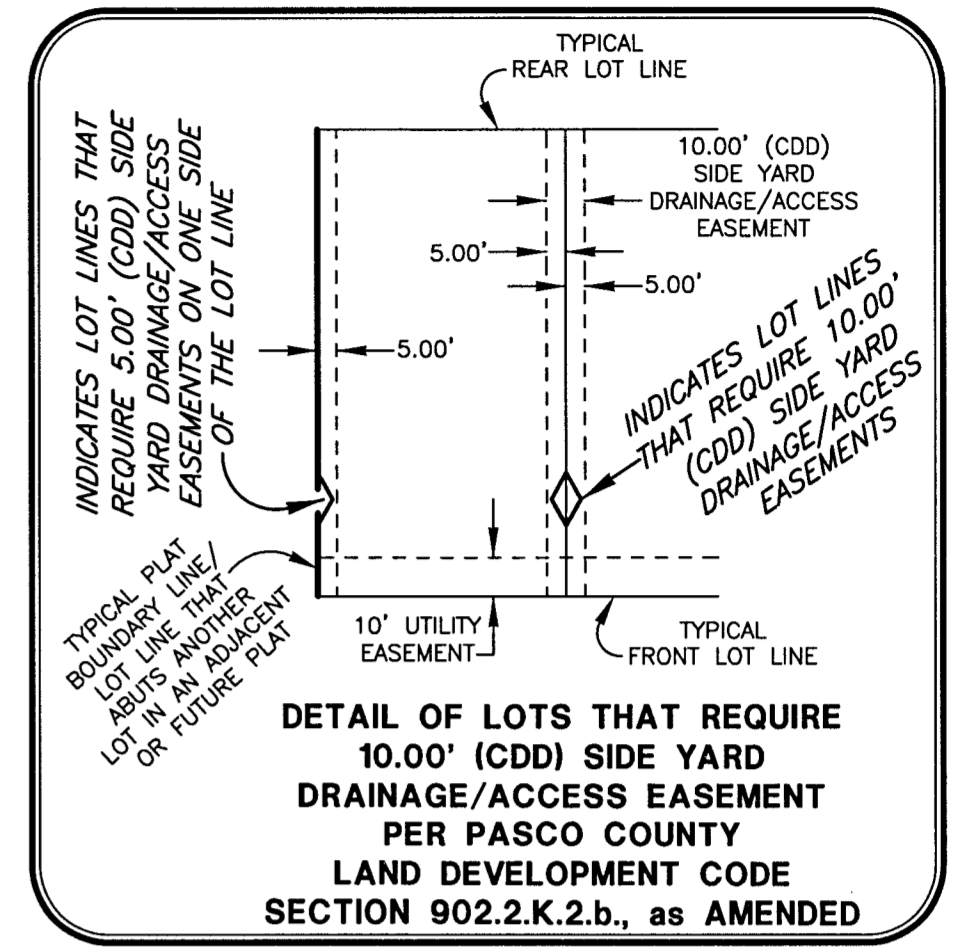 TYPICAL
REAR LOT LINE
INDICATES LOT LINES THAT
REQUIRE 5.00' (CDD) SIDE
YARD DRAINAGE/ACCESS
EASEMENTS ON ONE SIDE
OF THE LOT LINE
10.00' (CDD)
SIDE YARD
DRAINAGE/ACCESS
EASEMENT
5.00'
5.00'
5.00'
INDICATES LOT LINES
THAT REQUIRE 10.00'
(CDD) SIDE YARD
DRAINAGE/ACCESS
EASEMENTS
TYPICAL PLAT
BOUNDARY LINE/
LOT LINE THAT
ABUTS ANOTHER
LOT IN AN ADJACENT
OR FUTURE PLAT
10' UTILITY
EASEMENT
TYPICAL
FRONT LOT LINE
DETAIL OF LOTS THAT REQUIRE
10.00' (CDD) SIDE YARD
DRAINAGE/ACCESS EASEMENT
PER PASCO COUNTY
LAND DEVELOPMENT CODE
SECTION 902.2.K.2.b., as AMENDED